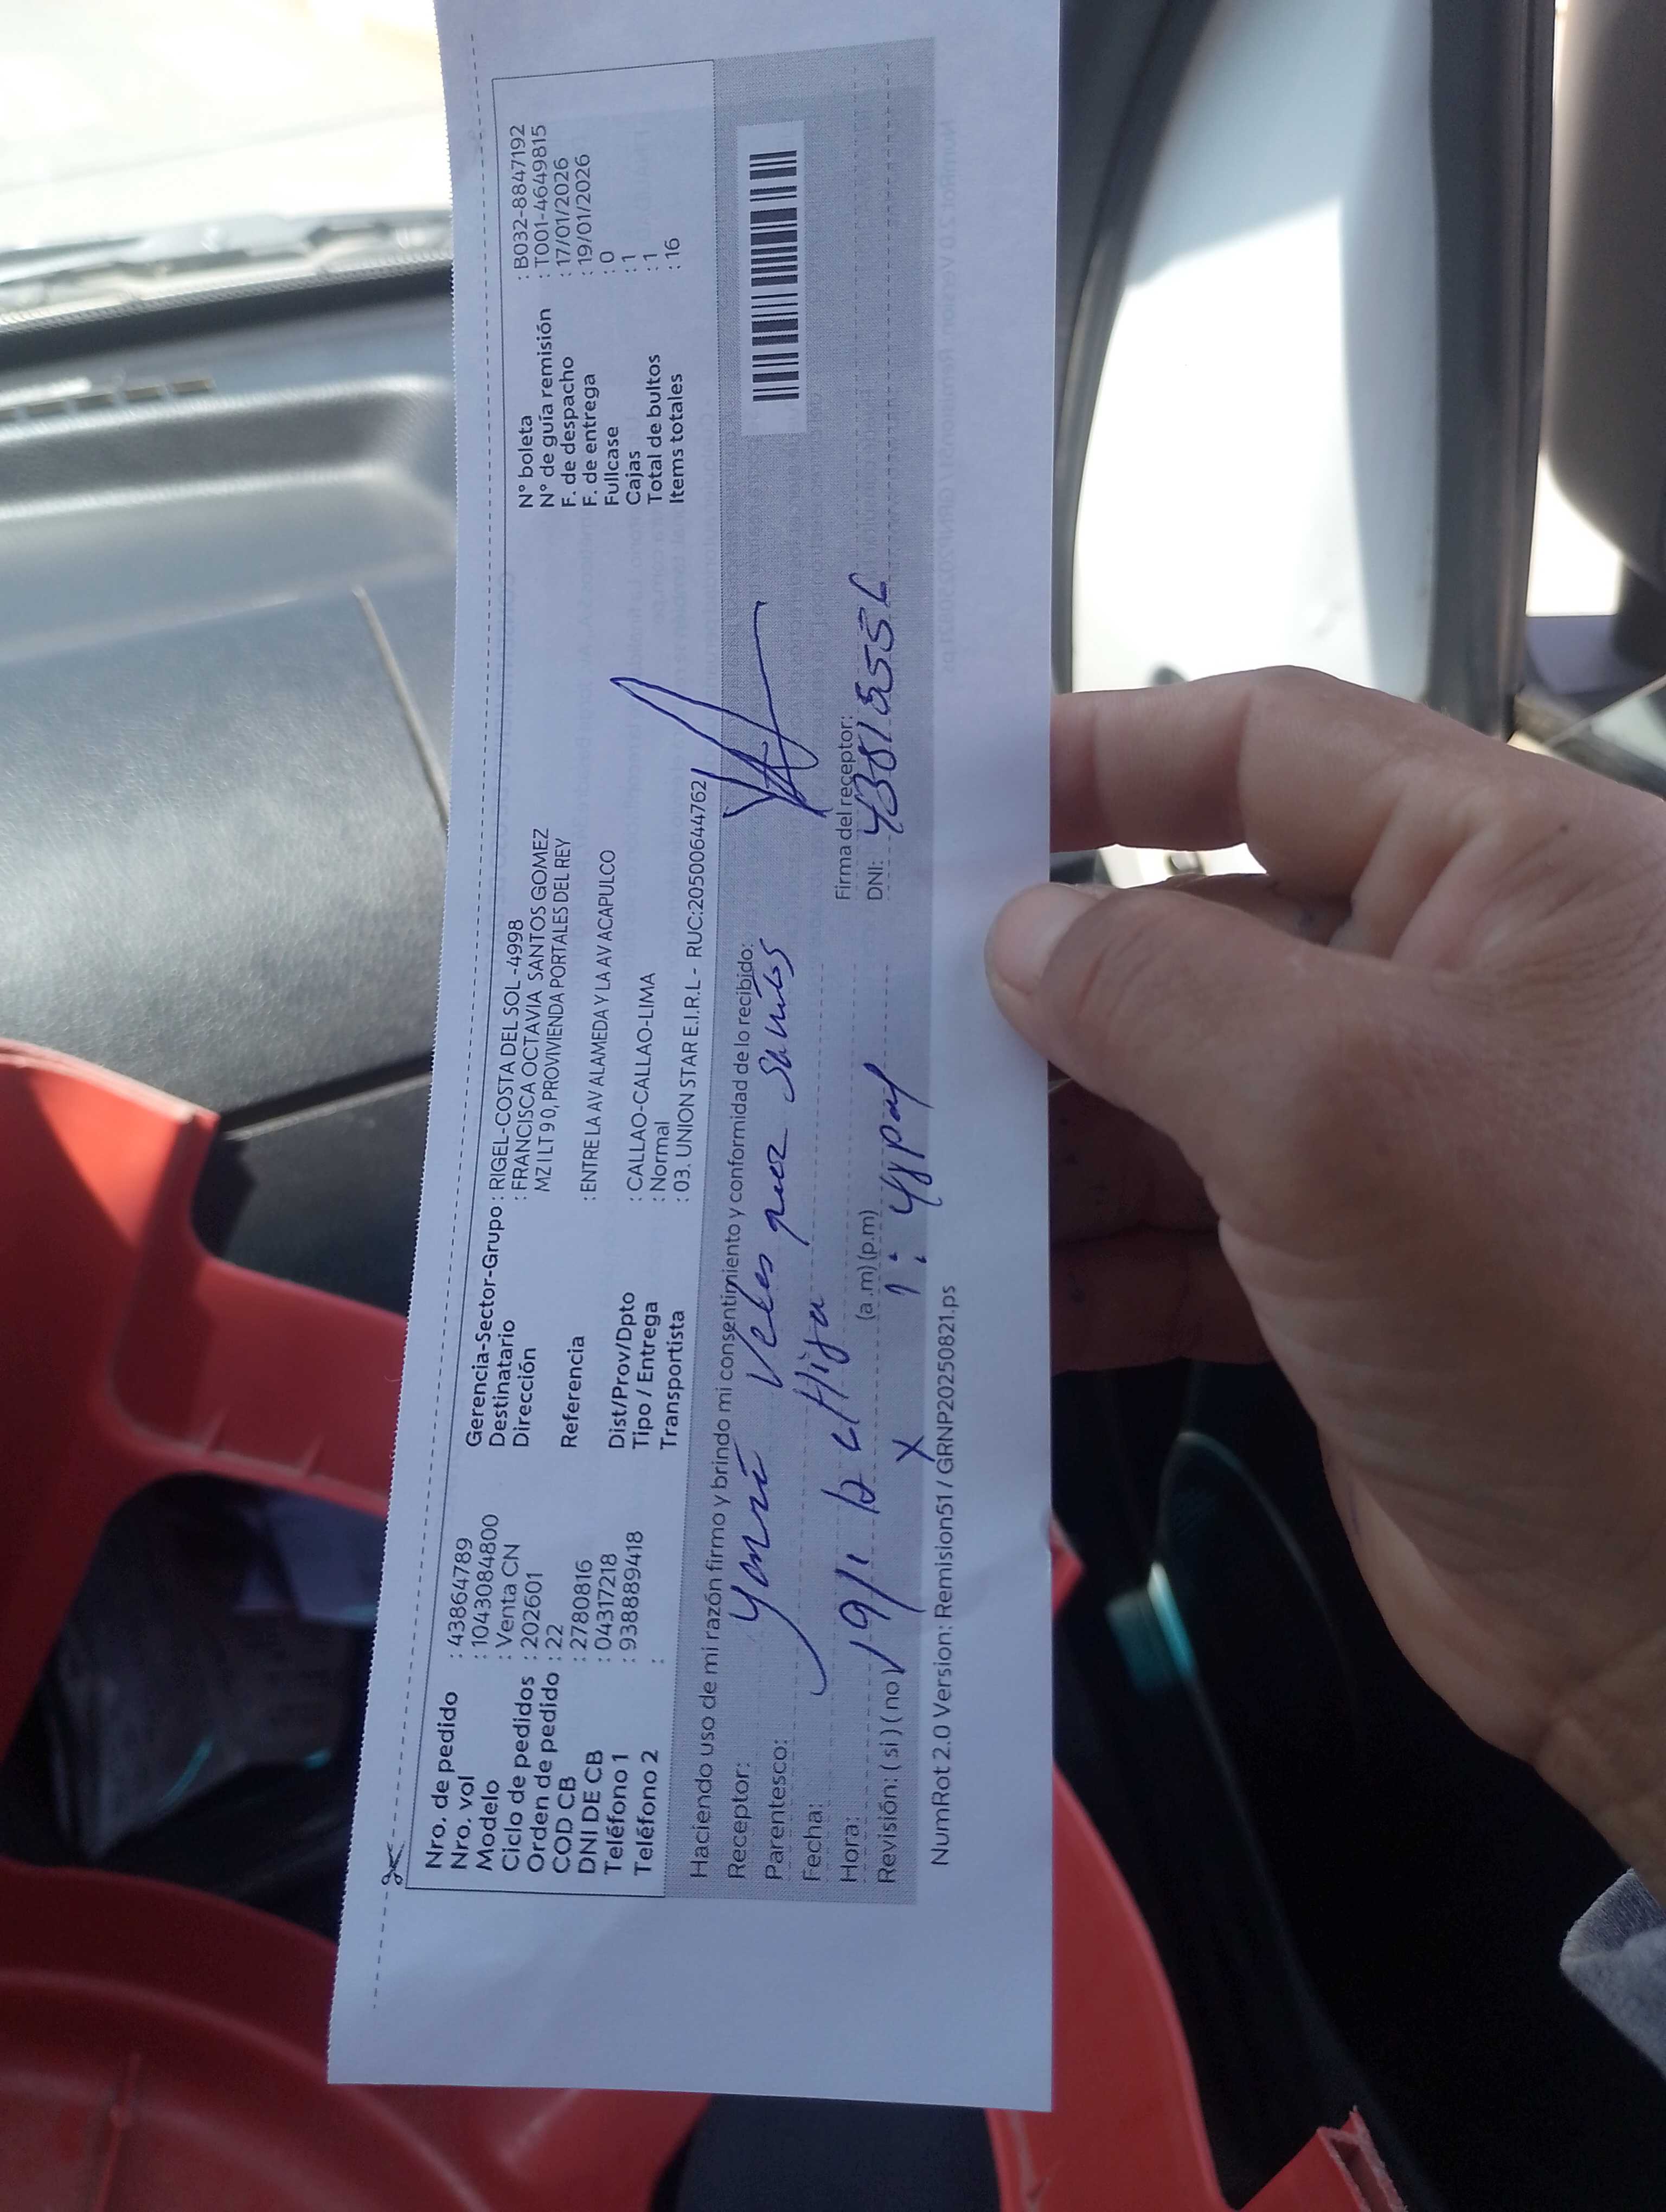 Nro. de pedido : 43864789
Nro. vol : 1043084800
Modelo : Venta CN
Ciclo de pedidos : 202601
Orden de pedido : 22
COD CB : 2780816
DNI DE CB : 04317218
Teléfono 1 : 938889418
Teléfono 2 :
Gerencia-Sector-Grupo : RIGEL-COSTA DEL SOL -4998
Destinatario : FRANCISCA OCTAVIA SANTOS GOMEZ
Dirección MZ I LT 9 0, PROVIVIENDA PORTALES DEL REY
Referencia : ENTRE LA AV ALAMEDA Y LA AV ACAPULCO
Dist/Prov/Dpto : CALLAO-CALLAO-LIMA
Tipo / Entrega : Normal
Transportista : 03. UNION STAR E.I.R.L - RUC:20500644762
N° boleta : B032-8847192
N° de guía remisión : T001-4649815
F. de despacho : 17/01/2026
F. de entrega : 19/01/2026
Fullcase : 0
Cajas : 1
Total de bultos : 1
Items totales : 16
Haciendo uso de mi razón firmo y brindo mi consentimiento y conformidad de lo recibido:
Receptor: Santos
Parentesco: Hija
Fecha: 19/1
Hora: (a.m) (p.m)
Revisión: ( si ) ( no ) X
Firma del receptor:
DNI:
NumRot 2.0 Version: Remision51 / GRNP20250821.ps